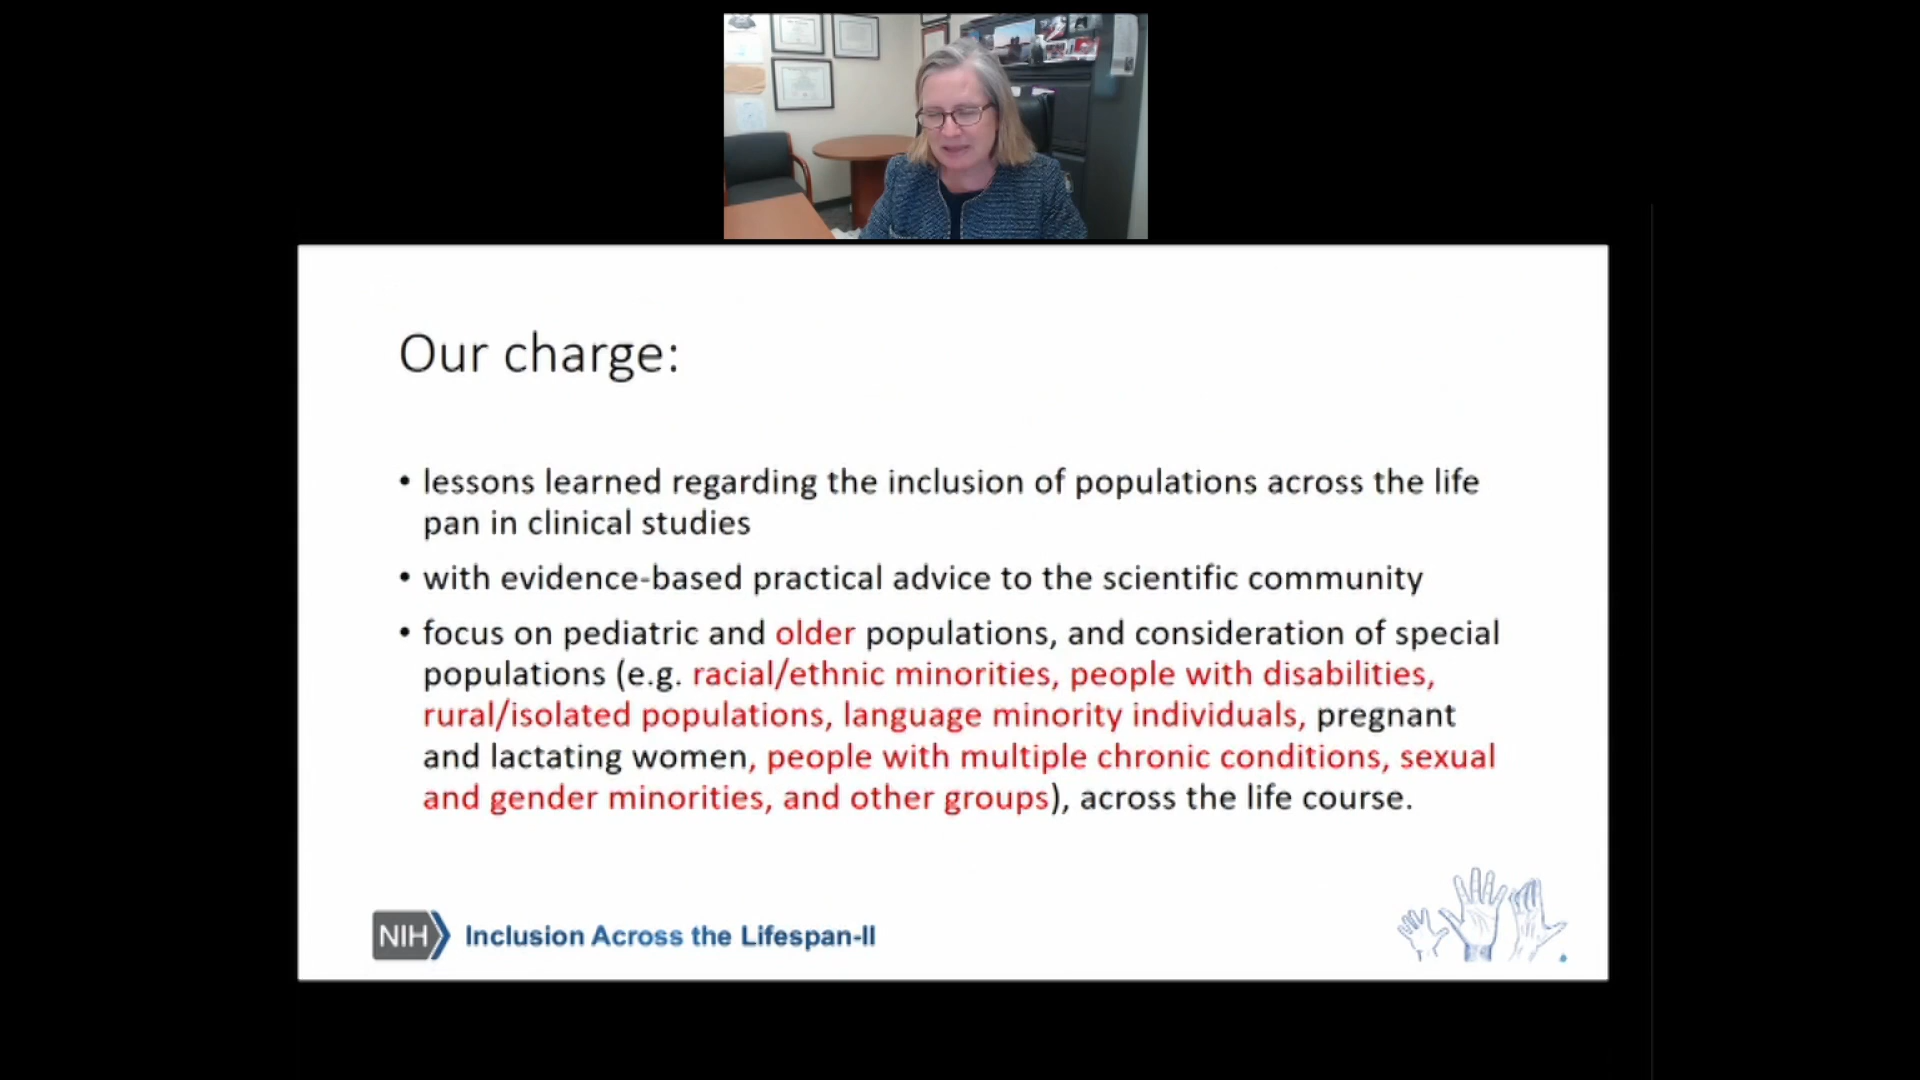 Our charge:
• lessons learned regarding the inclusion of populations across the life
pan in clinical studies
• with evidence-based practical advice to the scientific community
• focus on pediatric and older populations, and consideration of special
populations (e.g. racial/ethnic minorities, people with disabilities,
rural/isolated populations, language minority individuals, pregnant
and lactating women, people with multiple chronic conditions, sexual
and gender minorities, and other groups), across the life course.
NIH Inclusion Across the Lifespan-II